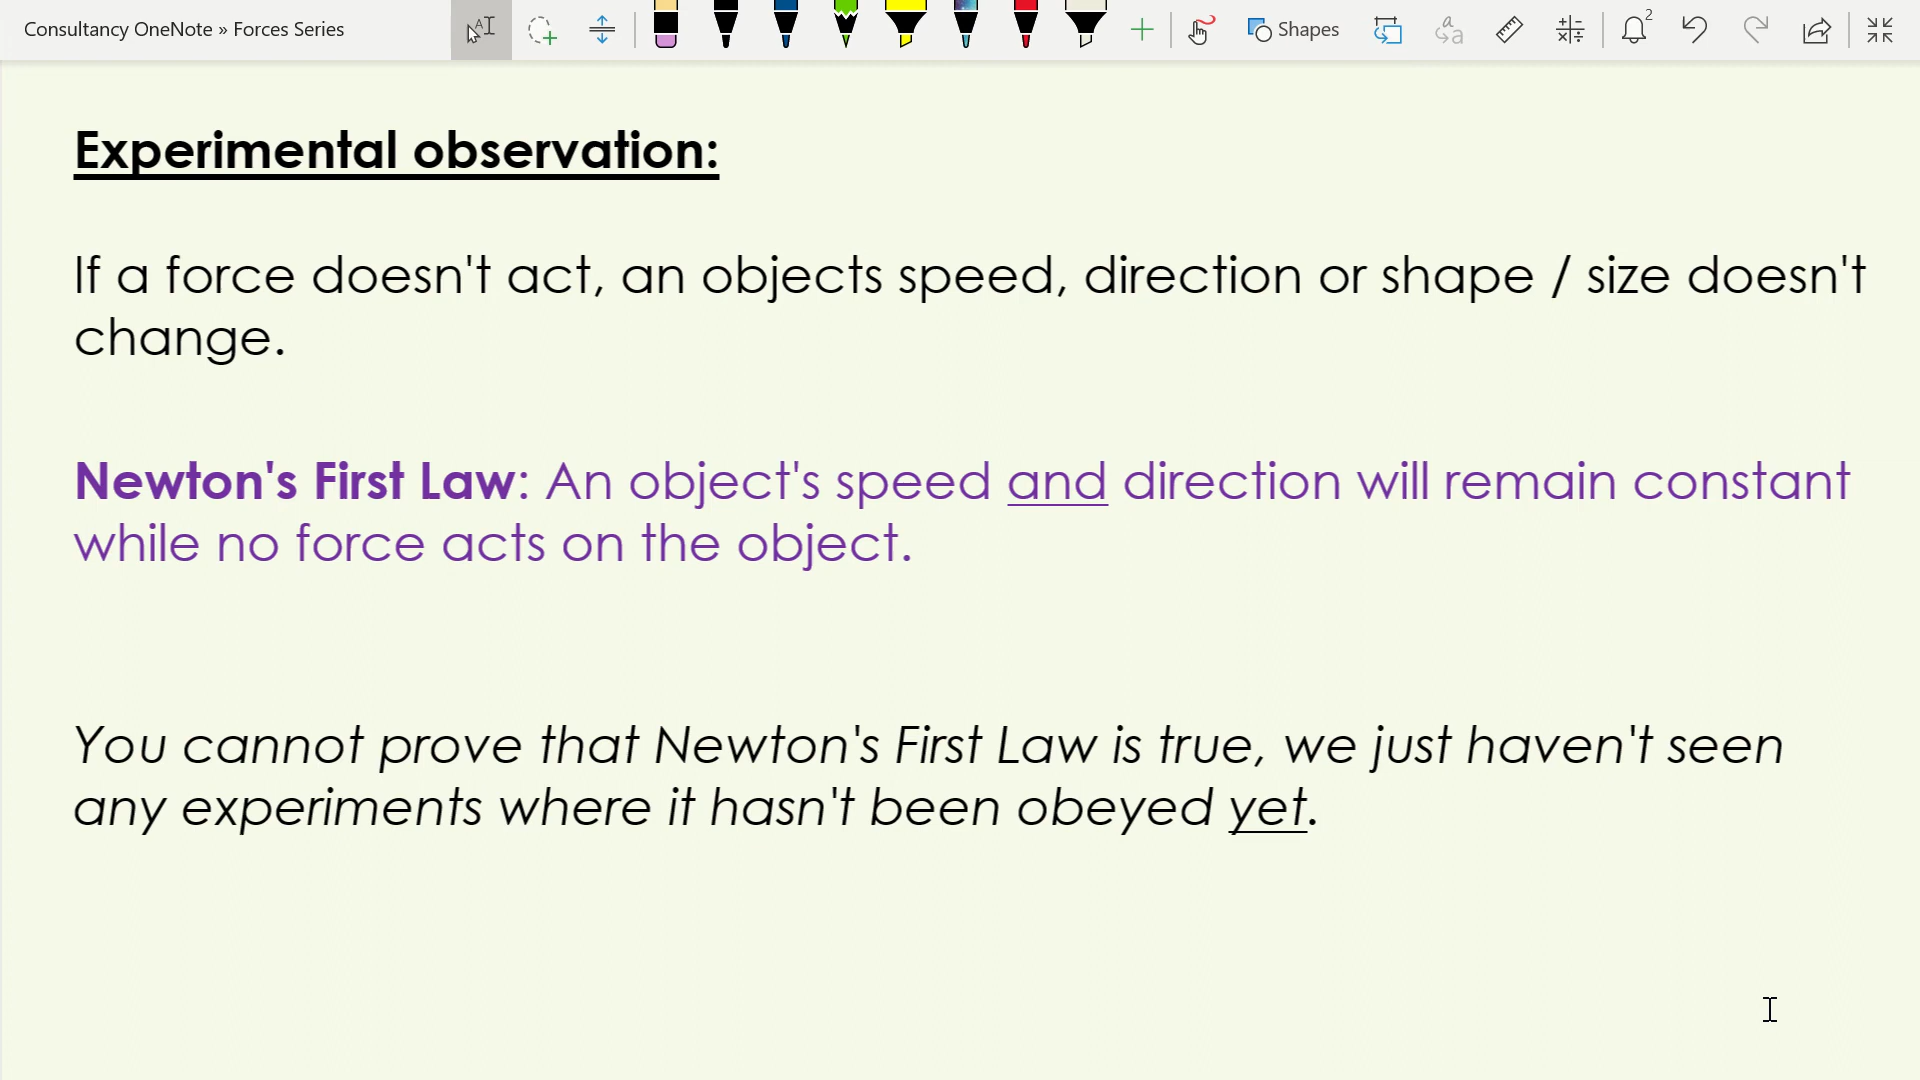 Consultancy OneNote » Forces Series
Shapes
2
Experimental observation:
If a force doesn't act, an objects speed, direction or shape / size doesn't
change.
Newton's First Law: An object's speed and direction will remain constant
while no force acts on the object.
You cannot prove that Newton's First Law is true, we just haven't seen
any experiments where it hasn't been obeyed yet.